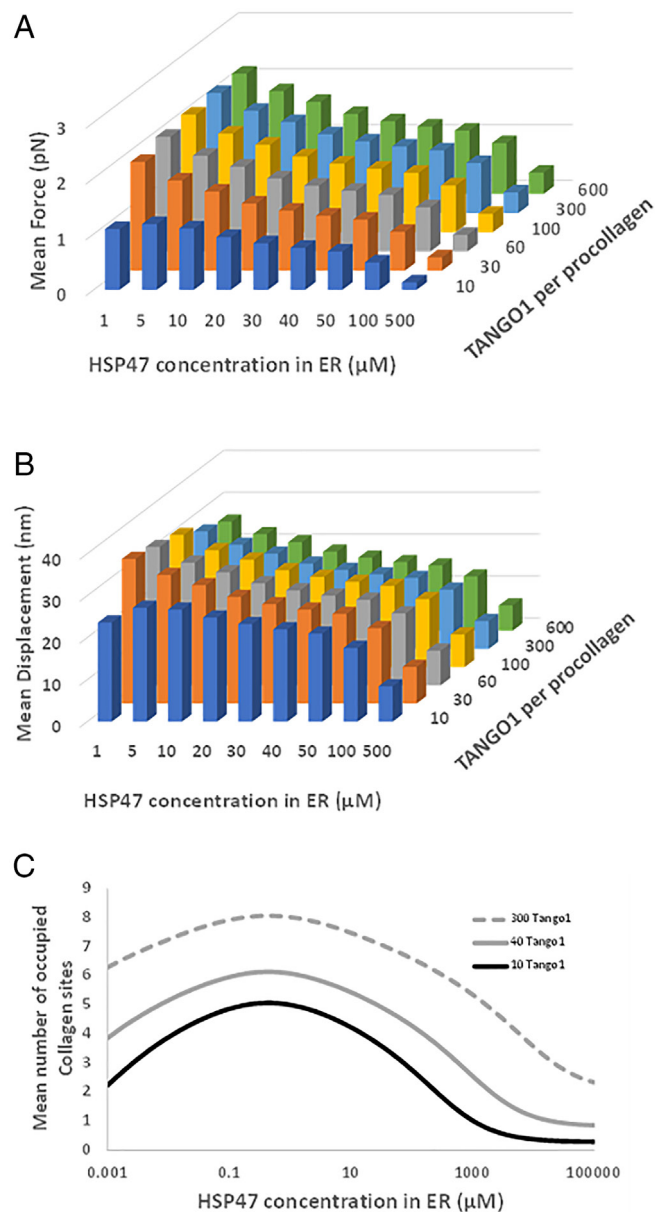 A
Mean Force (pN)
3
2
1
0
1 5 10 20 30 40 50 100 500
HSP47 concentration in ER (µM)
10 30 60 100 300 600
TANGO1 per procollagen
B
Mean Displacement (nm)
40
30
20
10
0
1 5 10 20 30 40 50 100 500
HSP47 concentration in ER (µM)
10 30 60 100 300 600
TANGO1 per procollagen
C
Mean number of occupied
Collagen sites
9
8
7
6
5
4
3
2
1
0
300 Tango1
40 Tango1
10 Tango1
0.001 0.1 10 1000 100000
HSP47 concentration in ER (µM)